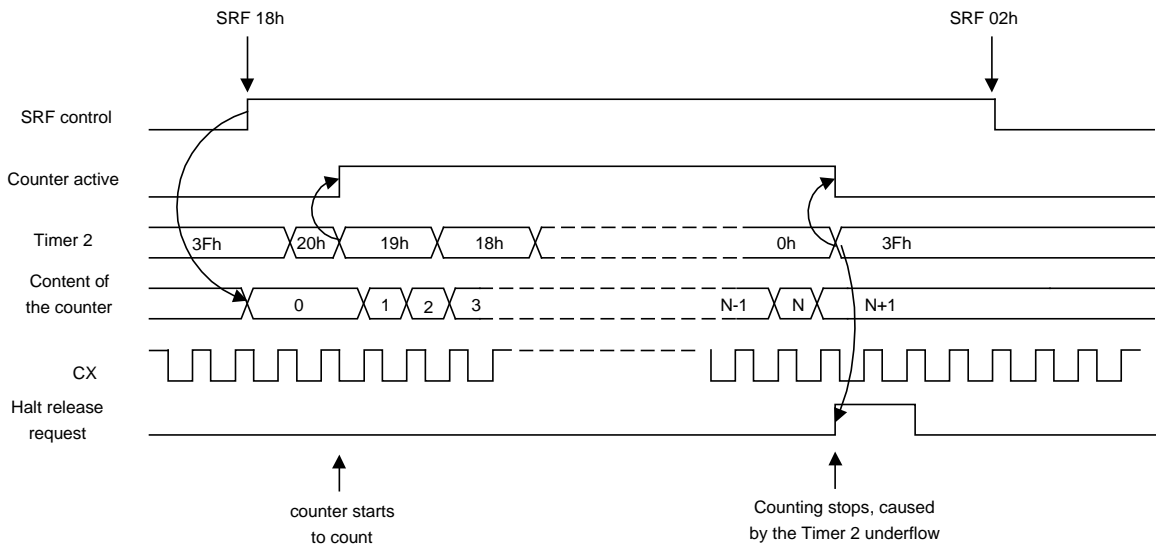 SRF 18h
SRF 02h
SRF control
Counter active
Timer 2
3Fh
20h
19h
18h
0h
3Fh
Content of
the counter
0
1
2
3
N-1
N
N+1
CX
Halt release
request
counter starts
to count
Counting stops, caused
by the Timer 2 underflow